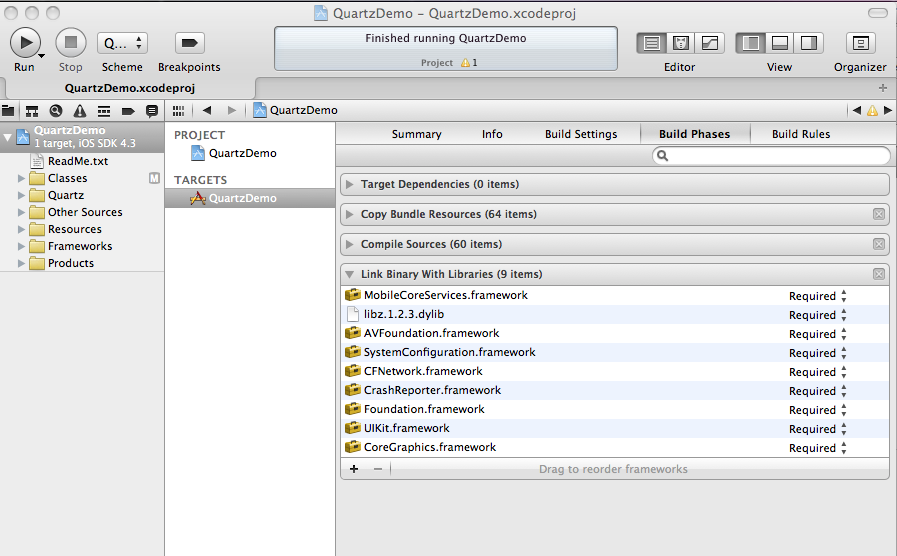 QuartzDemo – QuartzDemo.xcodeproj
Finished running QuartzDemo
Project 1
Q...
Run Stop Scheme Breakpoints Editor View Organizer
QuartzDemo.xcodeproj
QuartzDemo
QuartzDemo
1 target, iOS SDK 4.3
ReadMe.txt
Classes M
Quartz
Other Sources
Resources
Frameworks
Products
PROJECT
QuartzDemo
TARGETS
QuartzDemo
Summary Info Build Settings Build Phases Build Rules
Target Dependencies (0 items)
Copy Bundle Resources (64 items)
Compile Sources (60 items)
Link Binary With Libraries (9 items)
MobileCoreServices.framework Required
libz.1.2.3.dylib Required
AVFoundation.framework Required
SystemConfiguration.framework Required
CFNetwork.framework Required
CrashReporter.framework Required
Foundation.framework Required
UIKit.framework Required
CoreGraphics.framework Required
Drag to reorder frameworks